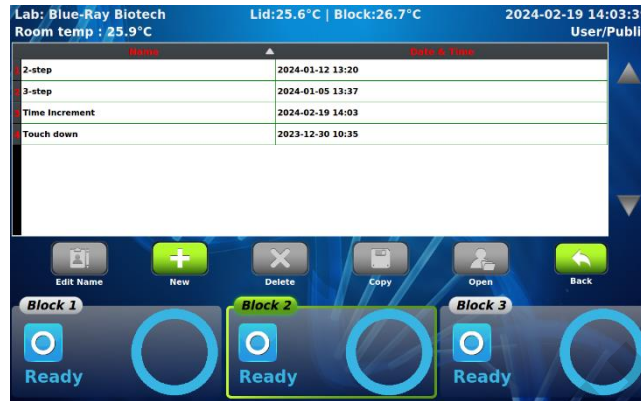 Lab: Blue-Ray Biotech Lid:25.6°C | Block:26.7°C 2024-02-19 14:03:3
Room temp : 25.9°C User/Publi
Name Date & Time
2-step 2024-01-12 13:20
3-step 2024-01-05 13:37
Time Increment 2024-02-19 14:03
Touch down 2023-12-30 10:35
Edit Name New Delete Copy Open Back
Block 1 Block 2 Block 3
Ready Ready Ready